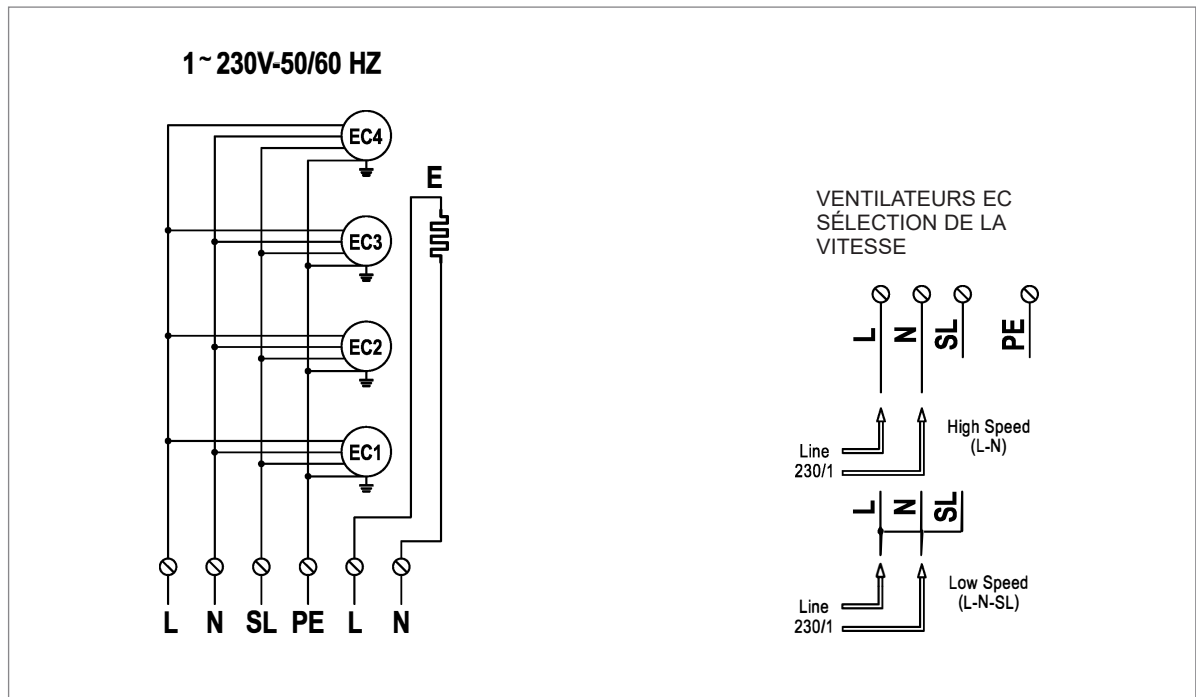 1 ~ 230V-50/60 HZ
EC4
E
EC3
EC2
EC1
L N SL PE L N
VENTILATEURS EC
SÉLECTION DE LA
VITESSE
L N SL PE
High Speed
(L-N)
Line
230/1
L N SL
Low Speed
(L-N-SL)
Line
230/1